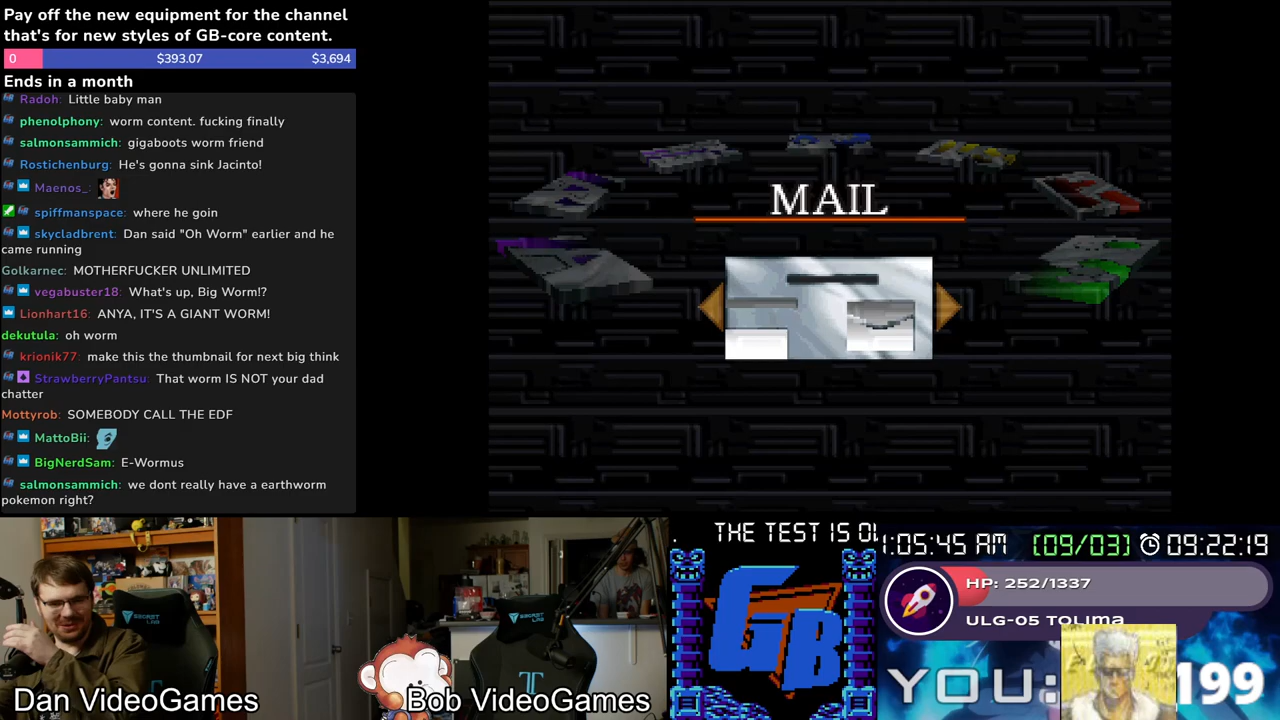 Pay off the new equipment for the channel
that's for new styles of GB-core content.
0 $393.07 $3,694
Ends in a month
Radoh: Little baby man
phenolphony: worm content. fucking finally
salmonsammich: gigaboots worm friend
Rostichenburg: He's gonna sink Jacinto!
Maenos_:
spiffmanspace: where he goin
skycladbrent: Dan said "Oh Worm" earlier and he
came running
Golkarnec: MOTHERFUCKER UNLIMITED
vegabuster18: What's up, Big Worm!?
Lionhart16: ANYA, IT'S A GIANT WORM!
dekutula: oh worm
krionik77: make this the thumbnail for next big think
StrawberryPantsu: That worm IS NOT your dad
chatter
Mottyrob: SOMEBODY CALL THE EDF
MattoBii:
BigNerdSam: E-Wormus
salmonsammich: we dont really have a earthworm
pokemon right?
MAIL
SECRET
LAB
SECRET
LAB
Dan VideoGames
Bob VideoGames
. THE TEST IS
GB
1:05:45 AM [09/03] 09:22:19
HP: 252/1337
ULG-05 TOLIMA
YOU: 199